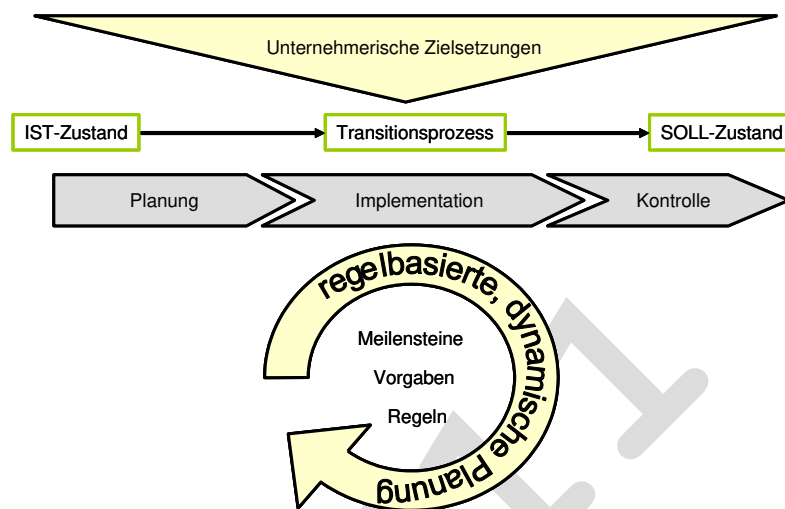 Unternehmerische Zielsetzungen
IST-Zustand
Transitionsprozess
SOLL-Zustand
Planung
Implementation
Kontrolle
regelbasierte, dynamische Planung
Meilensteine
Vorgaben
Regeln